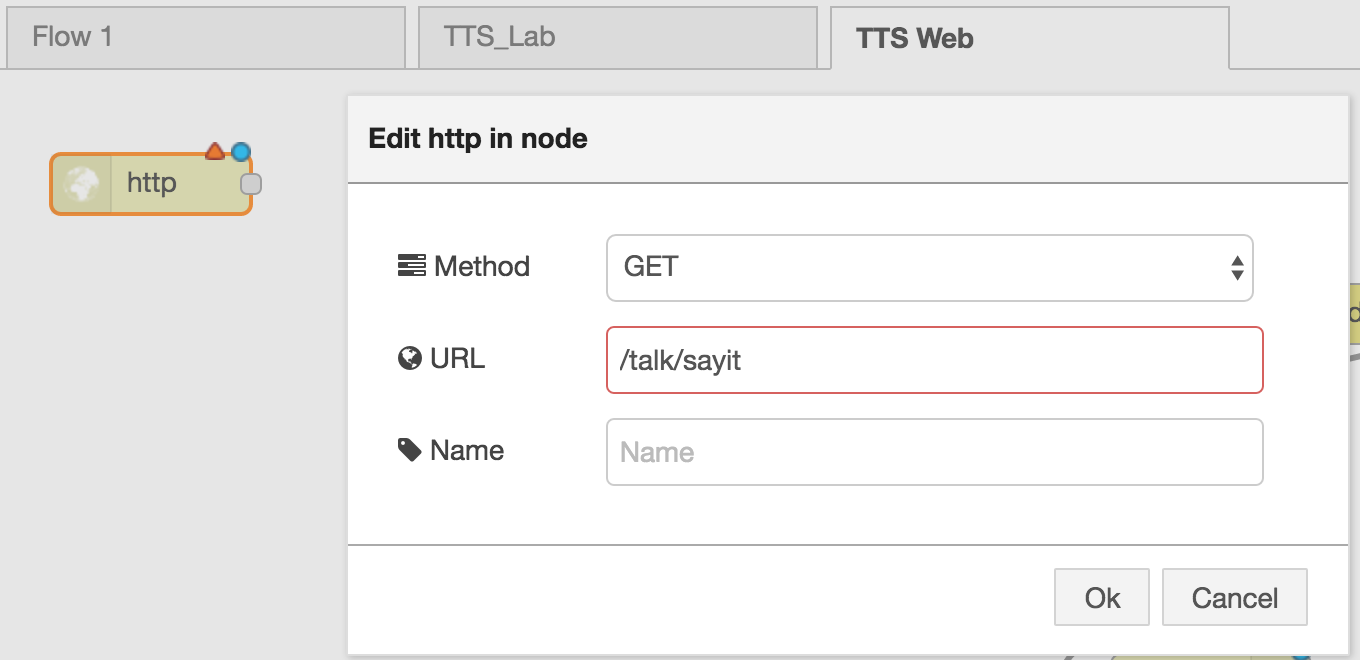 Flow 1
TTS_Lab
TTS Web
http
Edit http in node
Method
GET
URL
/talk/sayit
Name
Name
Ok
Cancel